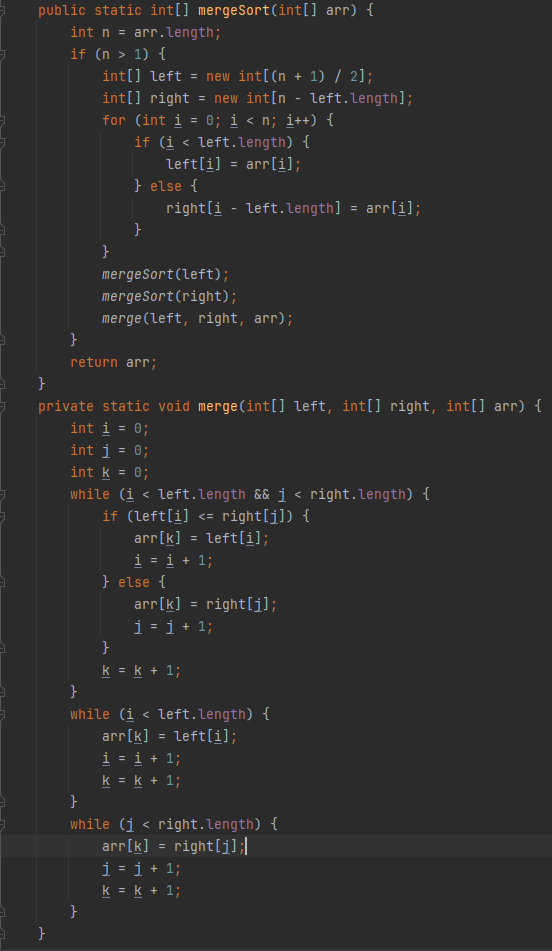 public static int[] mergeSort(int[] arr) {
    int n = arr.length;
    if (n > 1) {
        int[] left = new int[(n + 1) / 2];
        int[] right = new int[n - left.length];
        for (int i = 0; i < n; i++) {
            if (i < left.length) {
                left[i] = arr[i];
            } else {
                right[i - left.length] = arr[i];
            }
        }
        mergeSort(left);
        mergeSort(right);
        merge(left, right, arr);
    }
    return arr;
}
private static void merge(int[] left, int[] right, int[] arr) {
    int i = 0;
    int j = 0;
    int k = 0;
    while (i < left.length && j < right.length) {
        if (left[i] <= right[j]) {
            arr[k] = left[i];
            i = i + 1;
        } else {
            arr[k] = right[j];
            j = j + 1;
        }
        k = k + 1;
    }
    while (i < left.length) {
        arr[k] = left[i];
        i = i + 1;
        k = k + 1;
    }
    while (j < right.length) {
        arr[k] = right[j];
        j = j + 1;
        k = k + 1;
    }
}